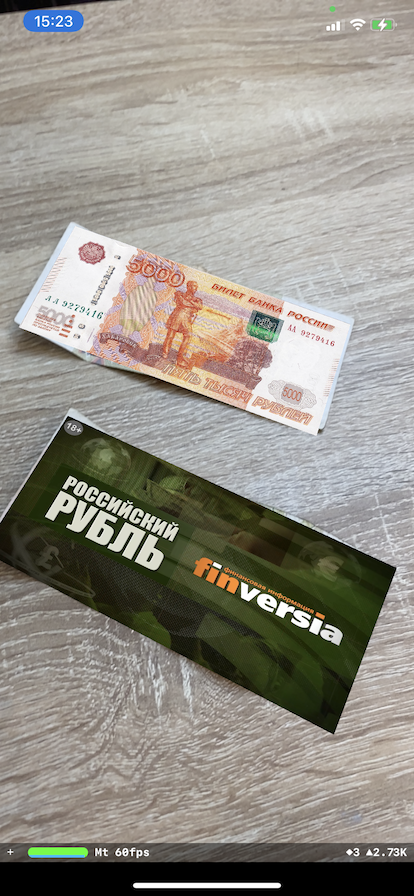 15:23
5000
БИЛЕТ БАНКА РОССИИ
АА 9279416
АА 9279416
5000
ХАБАРОВСК
5000
ПЯТЬ ТЫСЯЧ РУБЛЕЙ
18+
РОССИЙСКИЙ
РУБЛЬ
финансовая информация
finversia
+ Mt 60fps ◆3 ▲2.73K